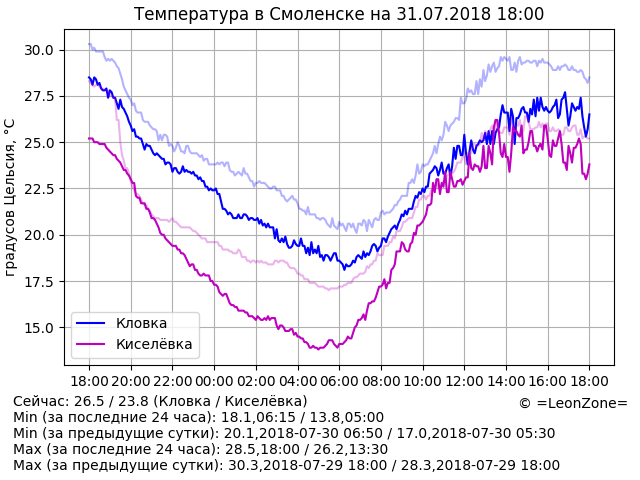 Температура в Смоленске на 31.07.2018 18:00
градусов Цельсия, °C
30.0
27.5
25.0
22.5
20.0
17.5
15.0
Кловка
Киселёвка
18:00 20:00 22:00 00:00 02:00 04:00 06:00 08:00 10:00 12:00 14:00 16:00 18:00
Сейчас: 26.5 / 23.8 (Кловка / Киселёвка)
© =LeonZone=
Min (за последние 24 часа): 18.1,06:15 / 13.8,05:00
Min (за предыдущие сутки): 20.1,2018-07-30 06:50 / 17.0,2018-07-30 05:30
Max (за последние 24 часа): 28.5,18:00 / 26.2,13:30
Max (за предыдущие сутки): 30.3,2018-07-29 18:00 / 28.3,2018-07-29 18:00